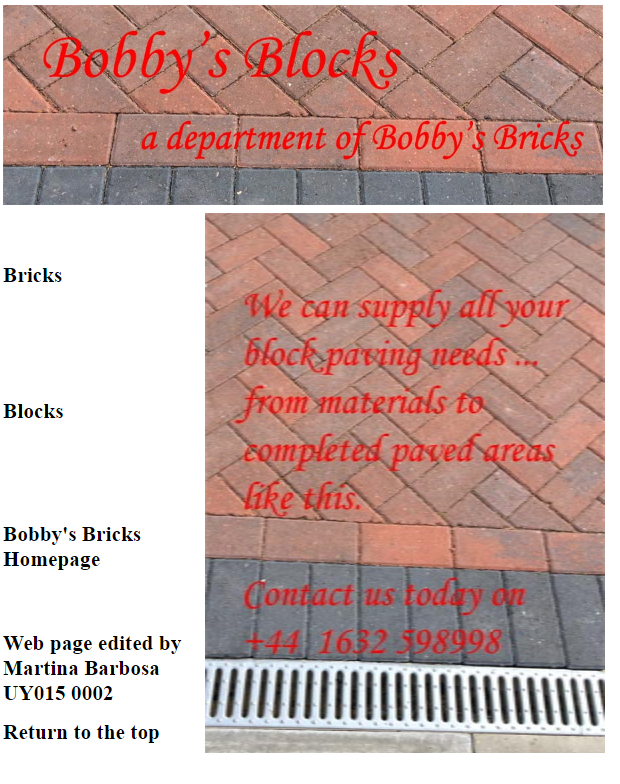 Bobby's Blocks
a department of Bobby's Bricks
Bricks
Blocks
Bobby's Bricks
Homepage
Web page edited by
Martina Barbosa
UY015 0002
Return to the top
We can supply all your
block paving needs ...
from materials to
completed paved areas
like this.
Contact us today on
+44  1632 598998